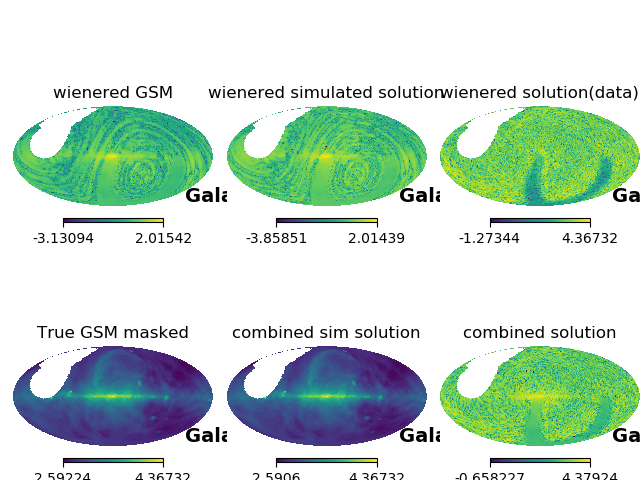 wienered GSM
wienered simulated solution
wienered solution(data)
Gala
Gala
Ga
-3.13094 2.01542
-3.85851 2.01439
-1.27344 4.36732
True GSM masked
combined sim solution
combined solution
Gala
Gala
Ga
2.59224 4.36732
2.5906 4.36732
-0.658227 4.37924